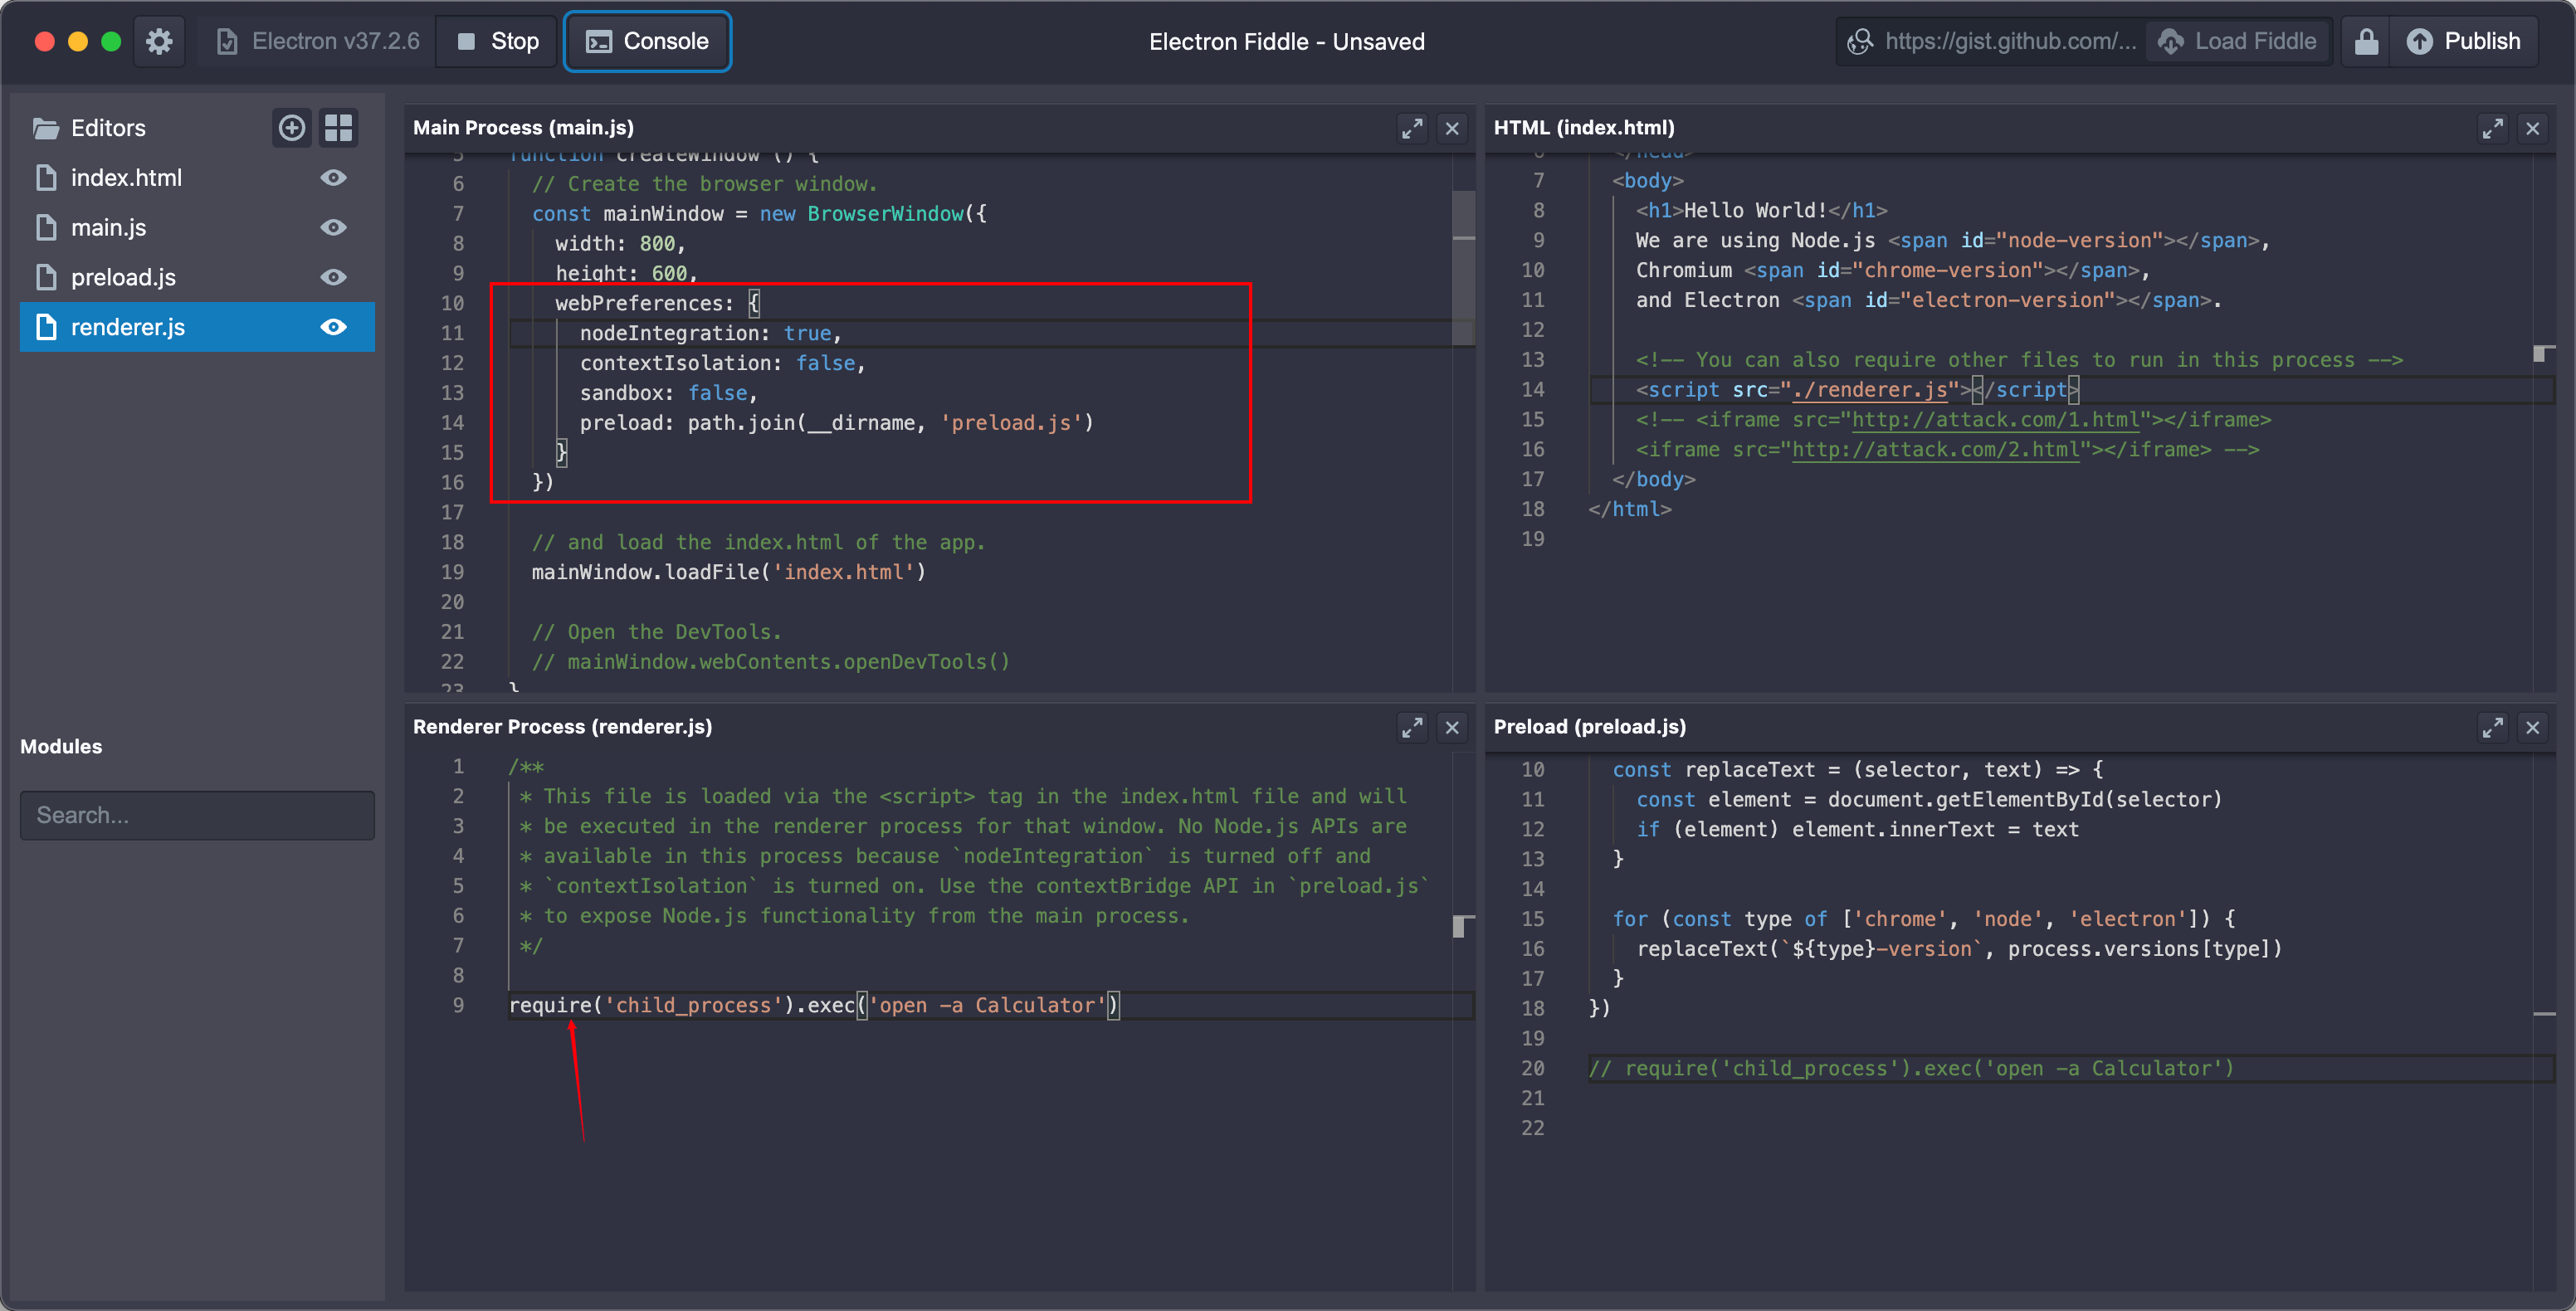 Electron v37.2.6
Stop
Console
Electron Fiddle - Unsaved
https://gist.github.com/...
Load Fiddle
Publish
Editors
index.html
main.js
preload.js
renderer.js
Modules
Search...
Main Process (main.js)
5 function createWindow () {
6 // Create the browser window.
7 const mainWindow = new BrowserWindow({
8 width: 800,
9 height: 600,
10 webPreferences: {
11 nodeIntegration: true,
12 contextIsolation: false,
13 sandbox: false,
14 preload: path.join(__dirname, 'preload.js')
15 }
16 })
17
18 // and load the index.html of the app.
19 mainWindow.loadFile('index.html')
20
21 // Open the DevTools.
22 // mainWindow.webContents.openDevTools()
23 }
HTML (index.html)
6 </head>
7 <body>
8 <h1>Hello World!</h1>
9 We are using Node.js <span id="node-version"></span>,
10 Chromium <span id="chrome-version"></span>,
11 and Electron <span id="electron-version"></span>.
12
13 <!-- You can also require other files to run in this process -->
14 <script src="./renderer.js"></script>
15 <!-- <iframe src="http://attack.com/1.html"></iframe>
16 <iframe src="http://attack.com/2.html"></iframe> -->
17 </body>
18 </html>
19
Renderer Process (renderer.js)
1 /**
2 * This file is loaded via the <script> tag in the index.html file and will
3 * be executed in the renderer process for that window. No Node.js APIs are
4 * available in this process because `nodeIntegration` is turned off and
5 * `contextIsolation` is turned on. Use the contextBridge API in `preload.js`
6 * to expose Node.js functionality from the main process.
7 */
8
9 require('child_process').exec('open -a Calculator')
Preload (preload.js)
10 const replaceText = (selector, text) => {
11 const element = document.getElementById(selector)
12 if (element) element.innerText = text
13 }
14
15 for (const type of ['chrome', 'node', 'electron']) {
16 replaceText(`${type}-version`, process.versions[type])
17 }
18 })
19
20 // require('child_process').exec('open -a Calculator')
21
22